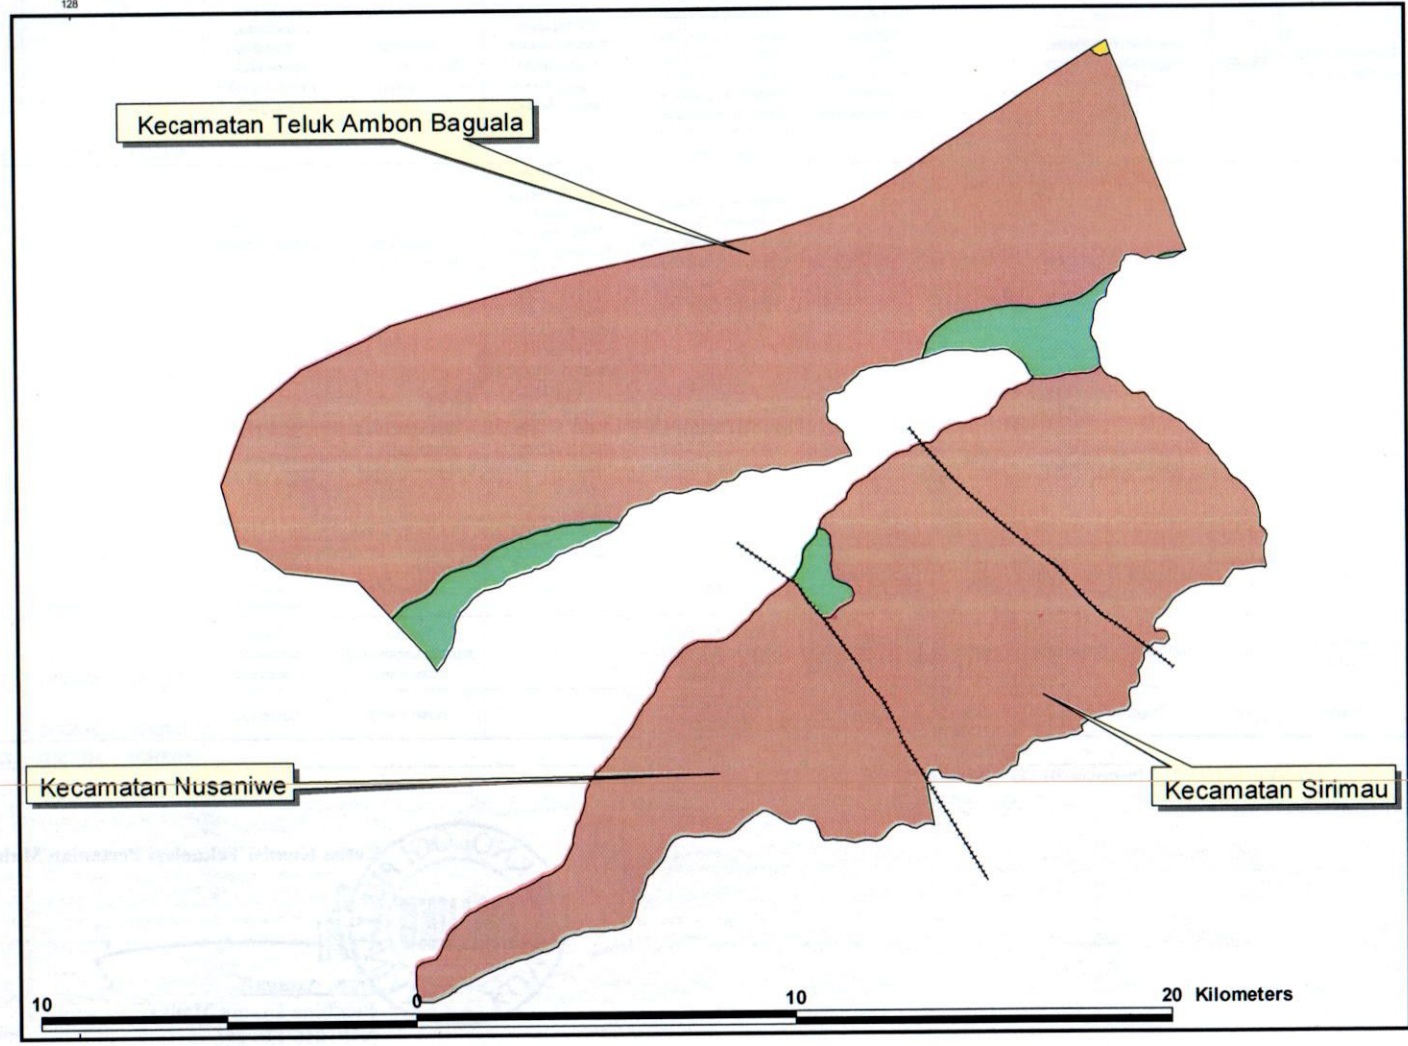 128
Kecamatan Teluk Ambon Baguala
Kecamatan Nusaniwe
Kecamatan Sirimau
10 0 10 20 Kilometers